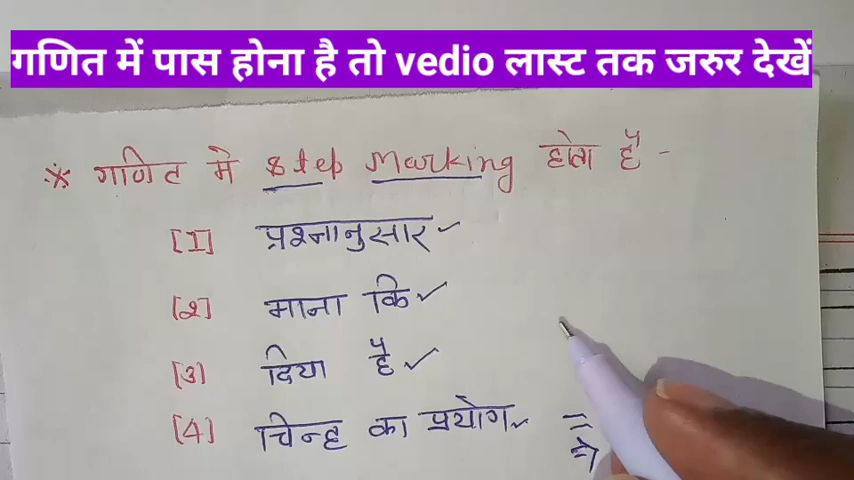 गणित में पास होना है तो vedio लास्ट तक जरुर देखें
* गणित मे step Marking होता है -
[1] प्रश्नानुसार ✓
[2] माना कि ✓
[3] दिया है ✓
[4] चिन्ह का प्रयोग ✓ =
⇒